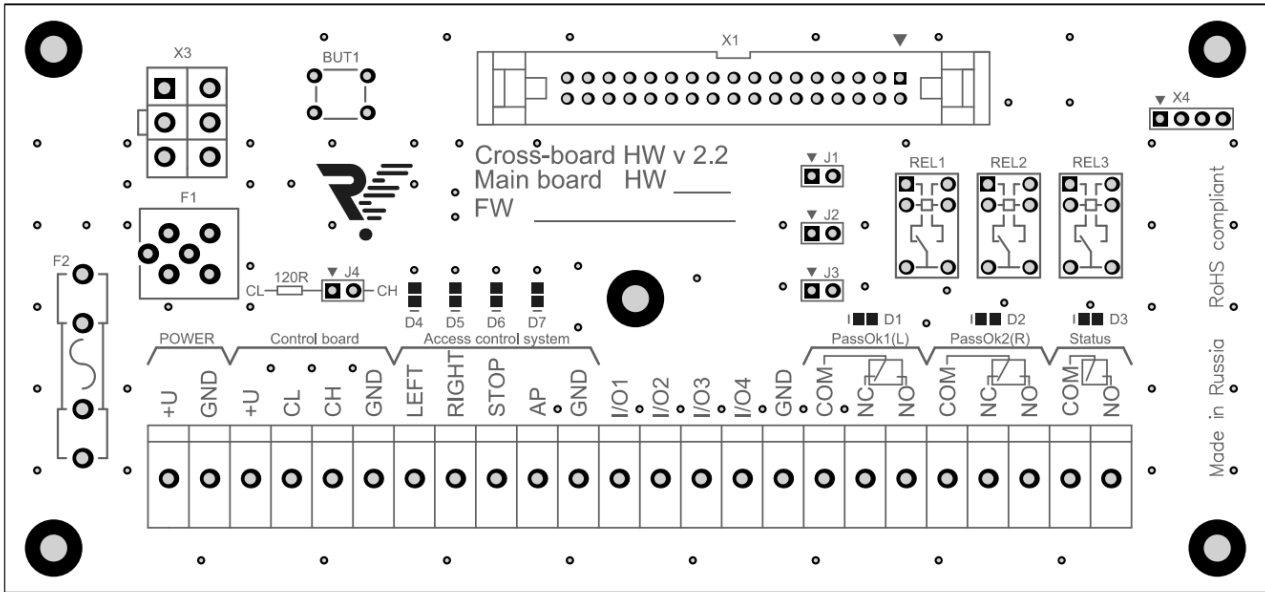 X3
BUT1
X1
X4
Cross-board HW v 2.2
Main board HW ____
FW ____________
J1
J2
J3
REL1
REL2
REL3
RoHS compliant
Made in Russia
F1
F2
CL
120R
J4
CH
D4
D5
D6
D7
D1
D2
D3
POWER
Control board
Access control system
PassOk1(L)
PassOk2(R)
Status
+U
GND
+U
CL
CH
GND
LEFT
RIGHT
STOP
AP
GND
I/O1
I/O2
I/O3
I/O4
GND
COM
NC
NO
COM
NC
NO
COM
NO